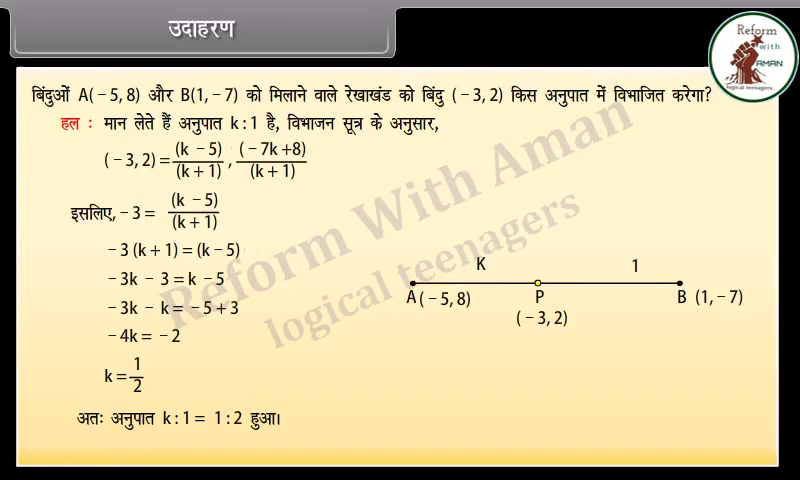 उदाहरण
Reform
with
AMAN
logical teenagers.
बिंदुओं A(−5, 8) और B(1, −7) को मिलाने वाले रेखाखंड को बिंदु (−3, 2) किस अनुपात में विभाजित करेगा?
हल : मान लेते हैं अनुपात k : 1 है, विभाजन सूत्र के अनुसार,
(−3, 2) = (k − 5)/(k + 1) , (−7k +8)/(k + 1)
इसलिए, −3 = (k − 5)/(k + 1)
−3 (k + 1) = (k − 5)
−3k − 3 = k − 5
−3k − k = −5 + 3
−4k = −2
k = 1/2
अतः अनुपात k : 1 = 1 : 2 हुआ।
K 1
A (−5, 8) P B (1, −7)
(−3, 2)
Reform With Aman
logical teenagers